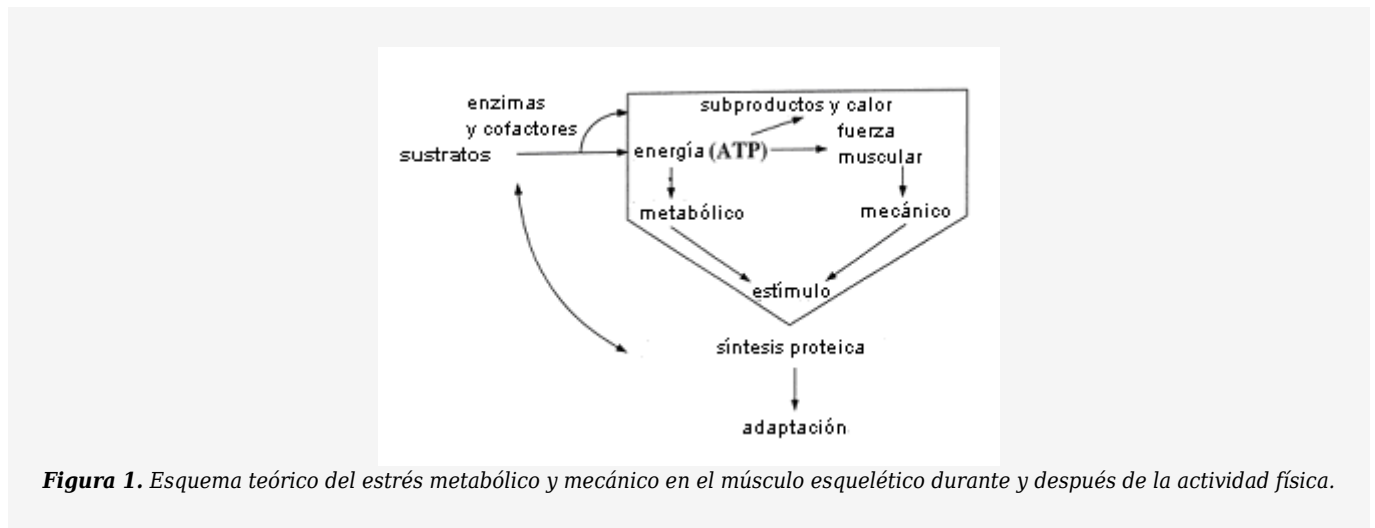 enzimas
y cofactores
sustratos
subproductos y calor
energía (ATP)
fuerza
muscular
metabólico
mecánico
estímulo
síntesis proteica
adaptación
Figura 1. Esquema teórico del estrés metabólico y mecánico en el músculo esquelético durante y después de la actividad física.